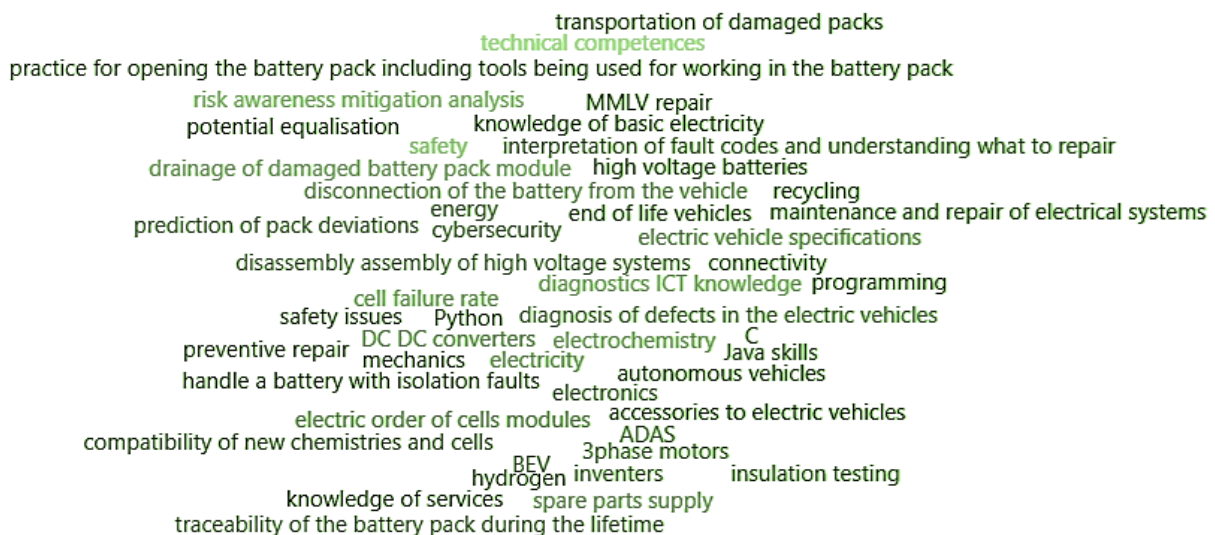 transportation of damaged packs
technical competences
practice for opening the battery pack including tools being used for working in the battery pack
risk awareness mitigation analysis MMLV repair
potential equalisation knowledge of basic electricity
safety interpretation of fault codes and understanding what to repair
drainage of damaged battery pack module high voltage batteries
disconnection of the battery from the vehicle recycling
energy end of life vehicles maintenance and repair of electrical systems
prediction of pack deviations cybersecurity electric vehicle specifications
disassembly assembly of high voltage systems connectivity
diagnostics ICT knowledge programming
cell failure rate
safety issues Python diagnosis of defects in the electric vehicles
DC DC converters electrochemistry C
preventive repair mechanics electricity Java skills
handle a battery with isolation faults autonomous vehicles
electronics
electric order of cells modules accessories to electric vehicles
compatibility of new chemistries and cells ADAS
3phase motors
BEV
hydrogen inventers insulation testing
knowledge of services spare parts supply
traceability of the battery pack during the lifetime